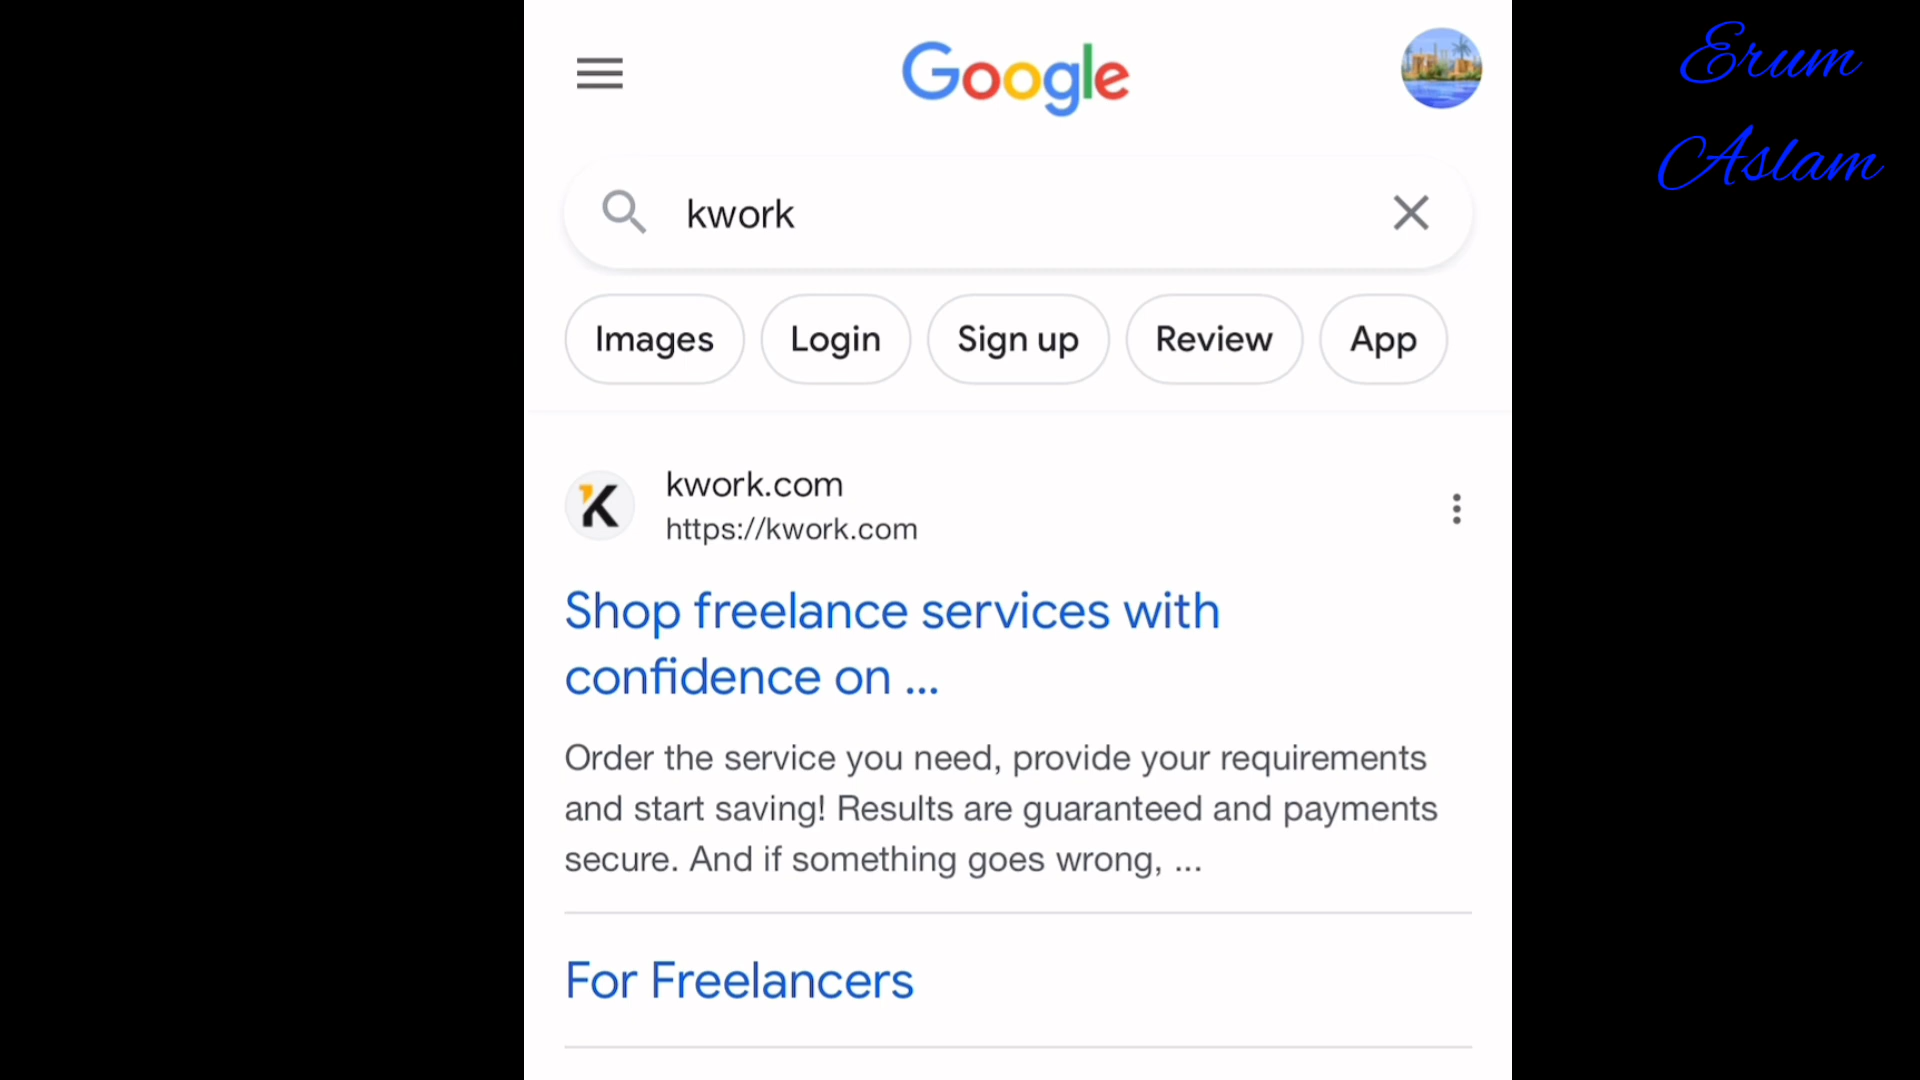 Google
Erum
Aslam
kwork
Images Login Sign up Review App
K
kwork.com
https://kwork.com
Shop freelance services with
confidence on ...
Order the service you need, provide your requirements
and start saving! Results are guaranteed and payments
secure. And if something goes wrong, ...
For Freelancers